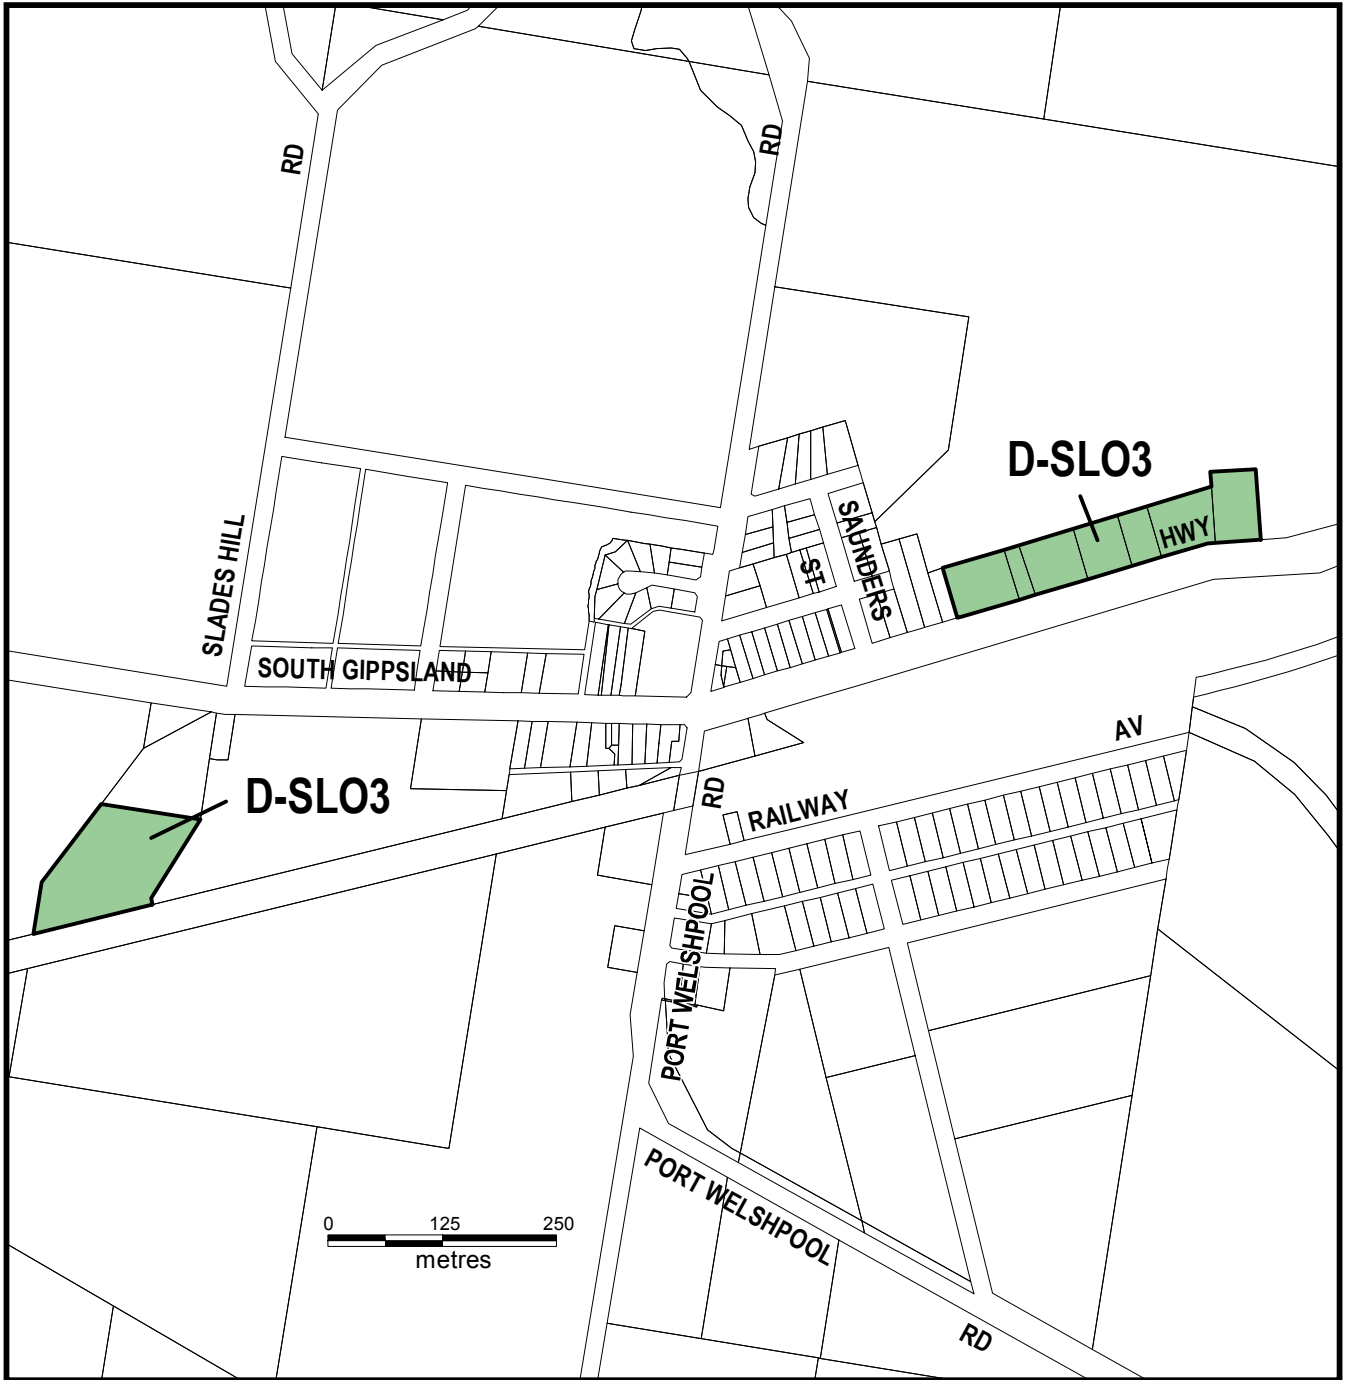 RD
RD
D-SLO3
SAUNDERS
ST
HWY
SLADES HILL
SOUTH GIPPSLAND
AV
D-SLO3
RD
RAILWAY
PORT WELSHPOOL
PORT WELSHPOOL
0 125 250
metres
RD